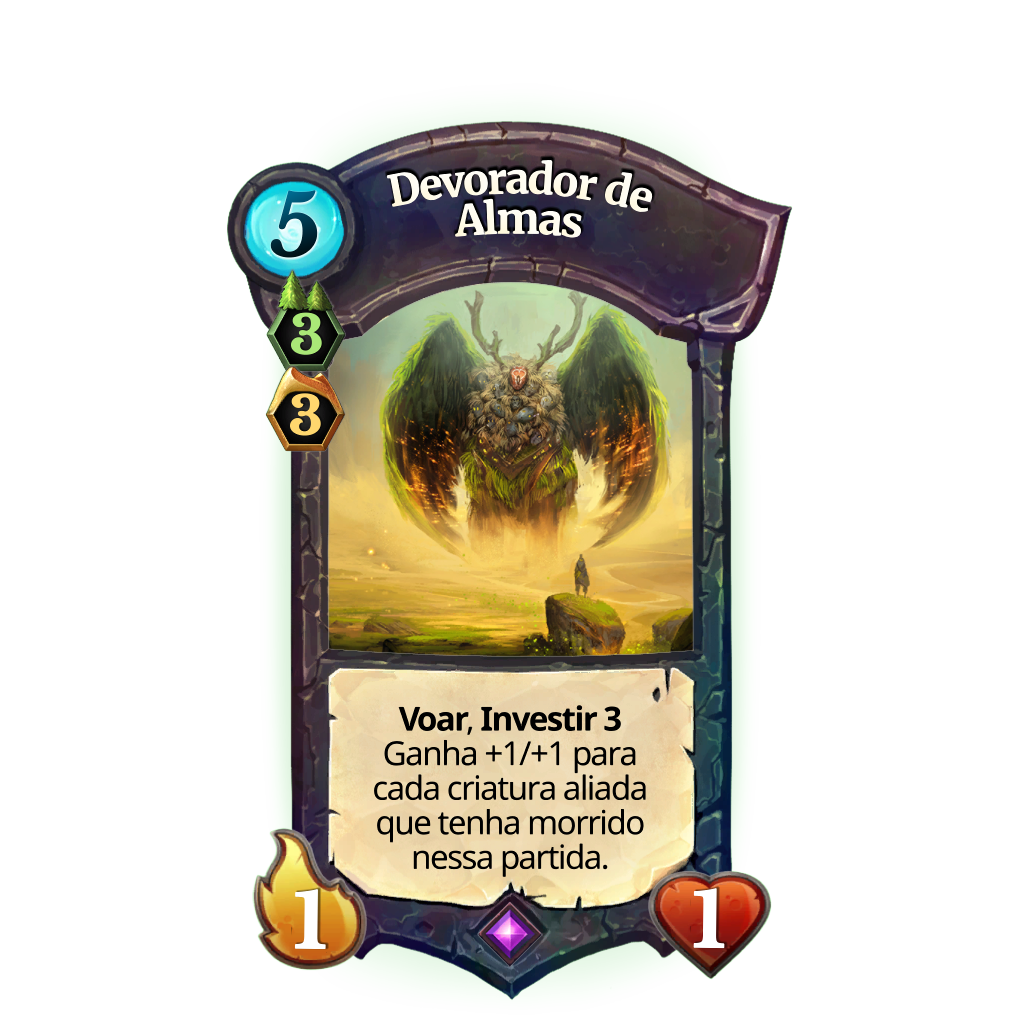 Devorador de
Almas
5
3
3
Voar, Investir 3
Ganha +1/+1 para
cada criatura aliada
que tenha morrido
nessa partida.
1
1